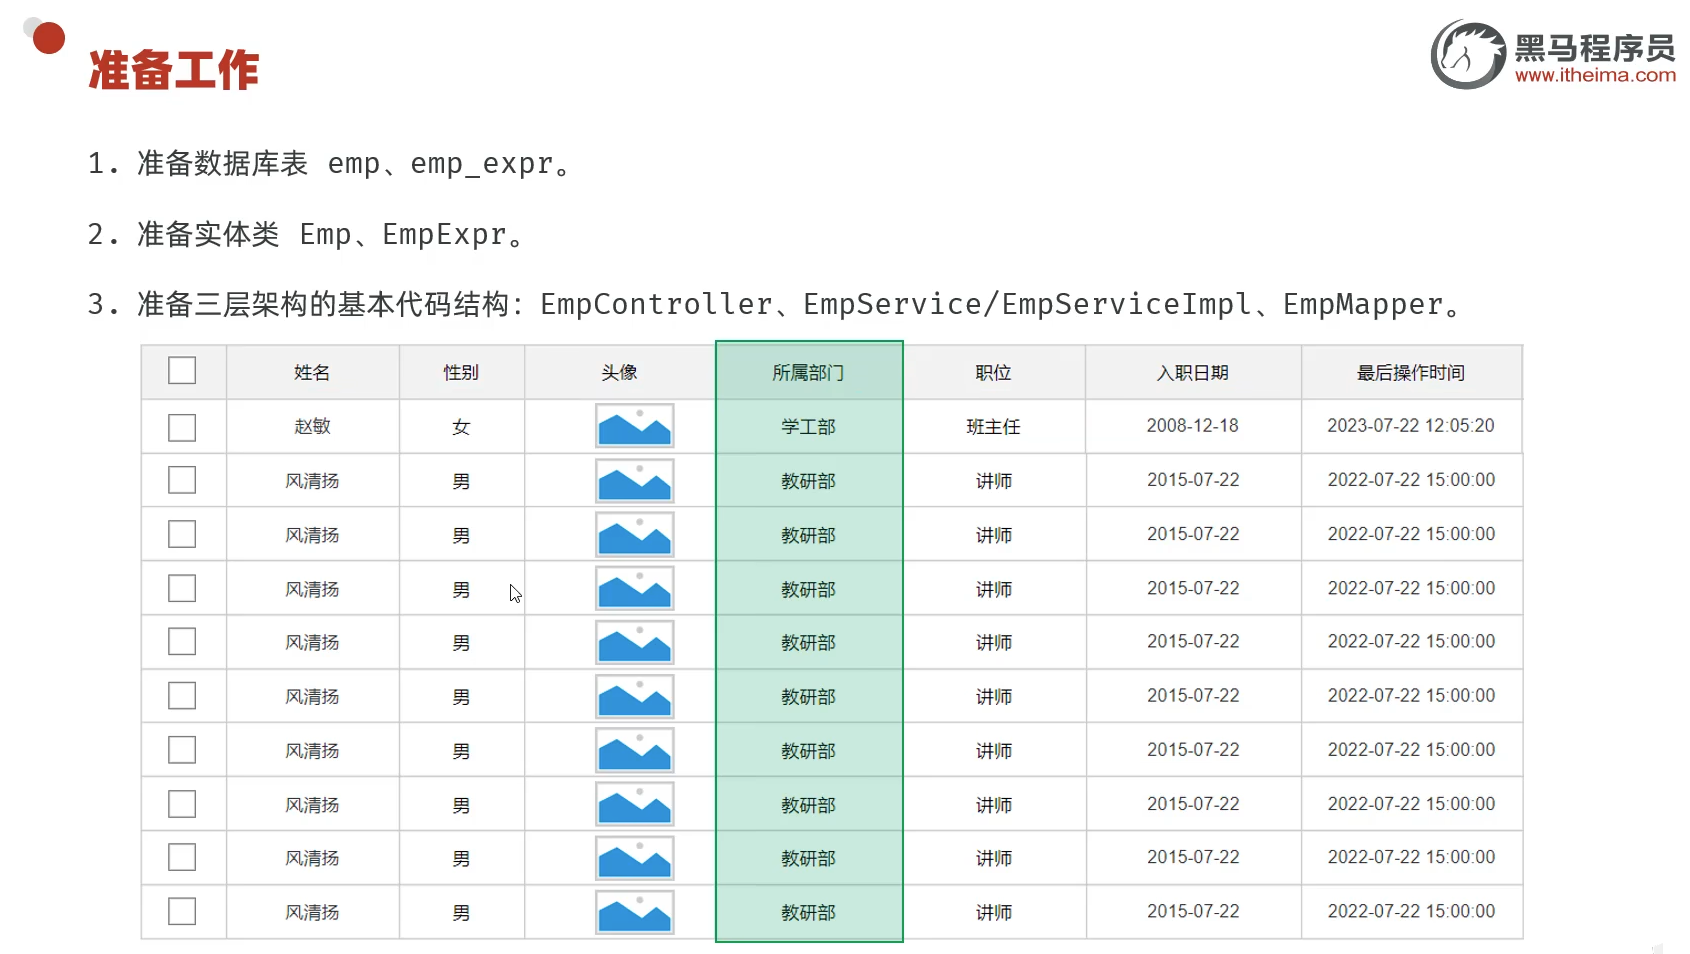 准备工作
黑马程序员
www.itheima.com
1. 准备数据库表 emp、emp_expr。
2. 准备实体类 Emp、EmpExpr。
3. 准备三层架构的基本代码结构：EmpController、EmpService/EmpServiceImpl、EmpMapper。
姓名 性别 头像 所属部门 职位 入职日期 最后操作时间
赵敏 女 学工部 班主任 2008-12-18 2023-07-22 12:05:20
风清扬 男 教研部 讲师 2015-07-22 2022-07-22 15:00:00
风清扬 男 教研部 讲师 2015-07-22 2022-07-22 15:00:00
风清扬 男 教研部 讲师 2015-07-22 2022-07-22 15:00:00
风清扬 男 教研部 讲师 2015-07-22 2022-07-22 15:00:00
风清扬 男 教研部 讲师 2015-07-22 2022-07-22 15:00:00
风清扬 男 教研部 讲师 2015-07-22 2022-07-22 15:00:00
风清扬 男 教研部 讲师 2015-07-22 2022-07-22 15:00:00
风清扬 男 教研部 讲师 2015-07-22 2022-07-22 15:00:00
风清扬 男 教研部 讲师 2015-07-22 2022-07-22 15:00:00